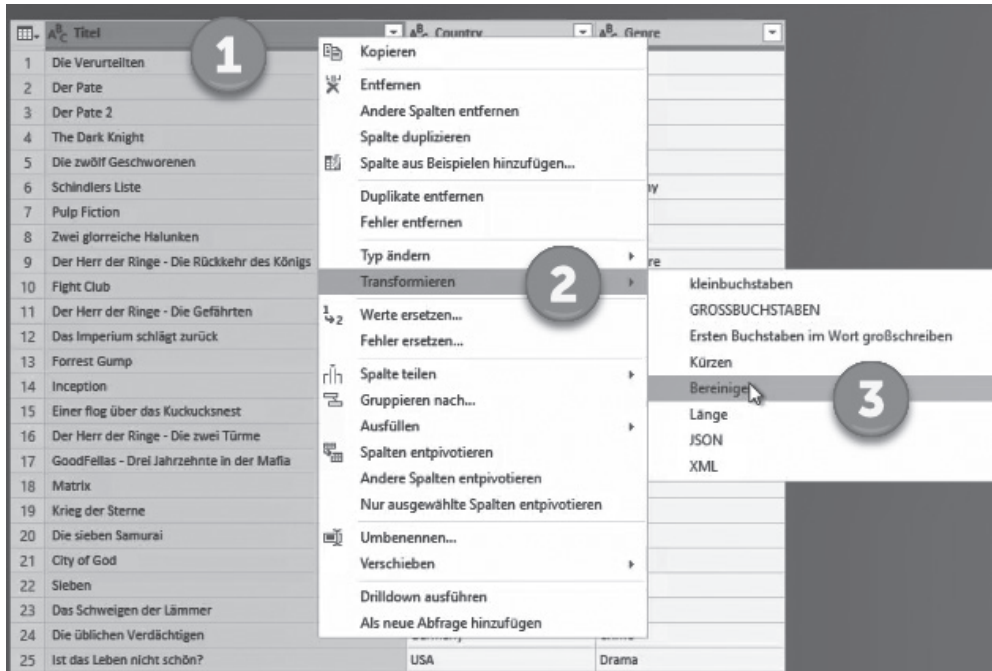 ABC Titel ABC Country ABC Genre
1
1 Die Verurteilten
2 Der Pate
3 Der Pate 2
4 The Dark Knight
5 Die zwölf Geschworenen
6 Schindlers Liste
7 Pulp Fiction
8 Zwei glorreiche Halunken
9 Der Herr der Ringe - Die Rückkehr des Königs
10 Fight Club
11 Der Herr der Ringe - Die Gefährten
12 Das Imperium schlägt zurück
13 Forrest Gump
14 Inception
15 Einer flog über das Kuckucksnest
16 Der Herr der Ringe - Die zwei Türme
17 GoodFellas - Drei Jahrzehnte in der Mafia
18 Matrix
19 Krieg der Sterne
20 Die sieben Samurai
21 City of God
22 Sieben
23 Das Schweigen der Lämmer
24 Die üblichen Verdächtigen
25 Ist das Leben nicht schön? USA Drama
Kopieren
Entfernen
Andere Spalten entfernen
Spalte duplizieren
Spalte aus Beispielen hinzufügen...
Duplikate entfernen
Fehler entfernen
Typ ändern
Transformieren
2
Werte ersetzen...
Fehler ersetzen...
Spalte teilen
Gruppieren nach...
Ausfüllen
Spalten entpivotieren
Andere Spalten entpivotieren
Nur ausgewählte Spalten entpivotieren
Umbenennen...
Verschieben
Drilldown ausführen
Als neue Abfrage hinzufügen
kleinbuchstaben
GROSSBUCHSTABEN
Ersten Buchstaben im Wort großschreiben
Kürzen
Bereinige
3
Länge
JSON
XML